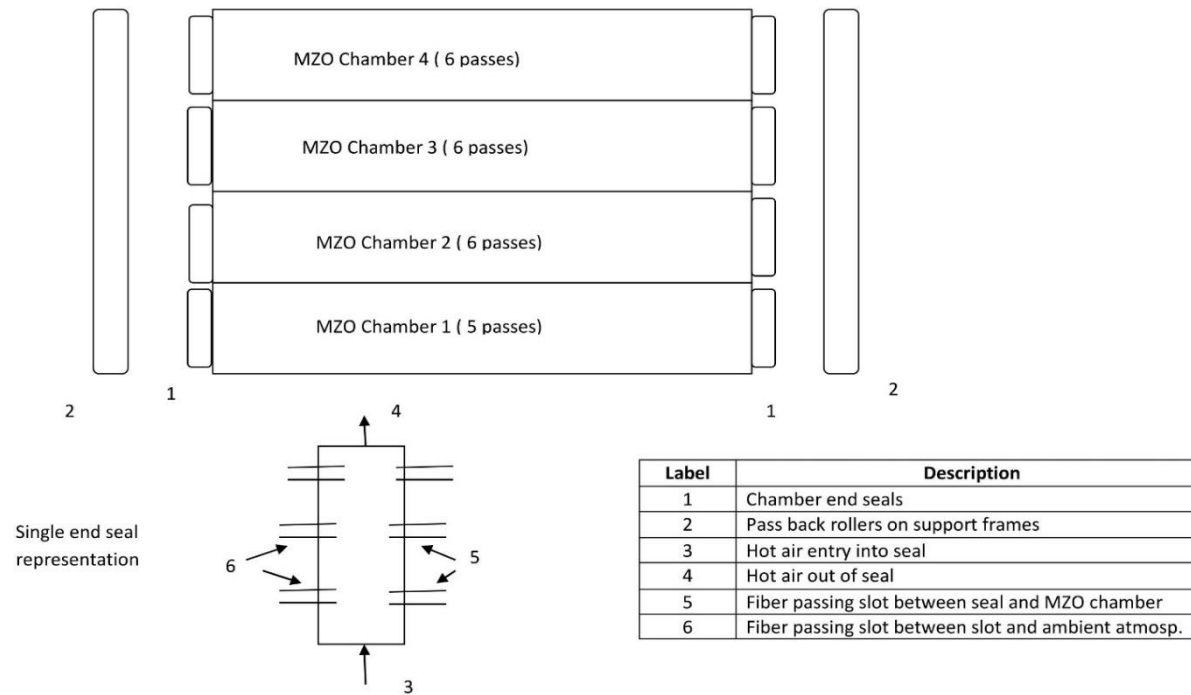 MZO Chamber 4 ( 6 passes)
MZO Chamber 3 ( 6 passes)
MZO Chamber 2 ( 6 passes)
MZO Chamber 1 ( 5 passes)
1
2
2
1
4
Single end seal
representation
6
5
3
Label Description
1 Chamber end seals
2 Pass back rollers on support frames
3 Hot air entry into seal
4 Hot air out of seal
5 Fiber passing slot between seal and MZO chamber
6 Fiber passing slot between slot and ambient atmosp.